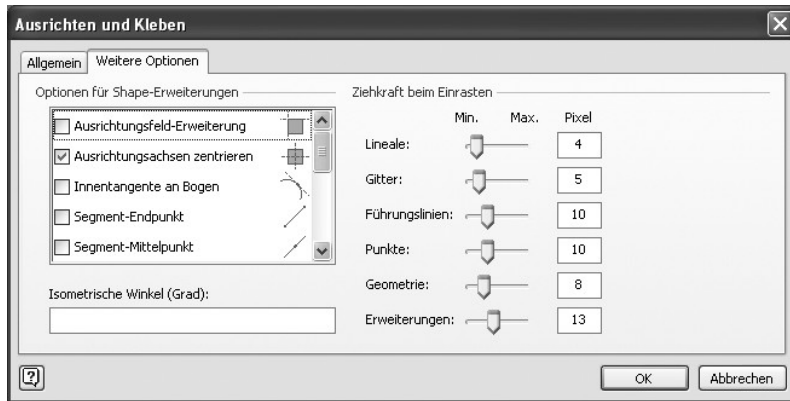 Ausrichten und Kleben
Allgemein
Weitere Optionen
Optionen für Shape-Erweiterungen
Ausrichtungsfeld-Erweiterung
Ausrichtungsachsen zentrieren
Innentangente an Bogen
Segment-Endpunkt
Segment-Mittelpunkt
Isometrische Winkel (Grad):
Ziehkraft beim Einrasten
Min. Max. Pixel
Lineale: 4
Gitter: 5
Führungslinien: 10
Punkte: 10
Geometrie: 8
Erweiterungen: 13
?
OK
Abbrechen